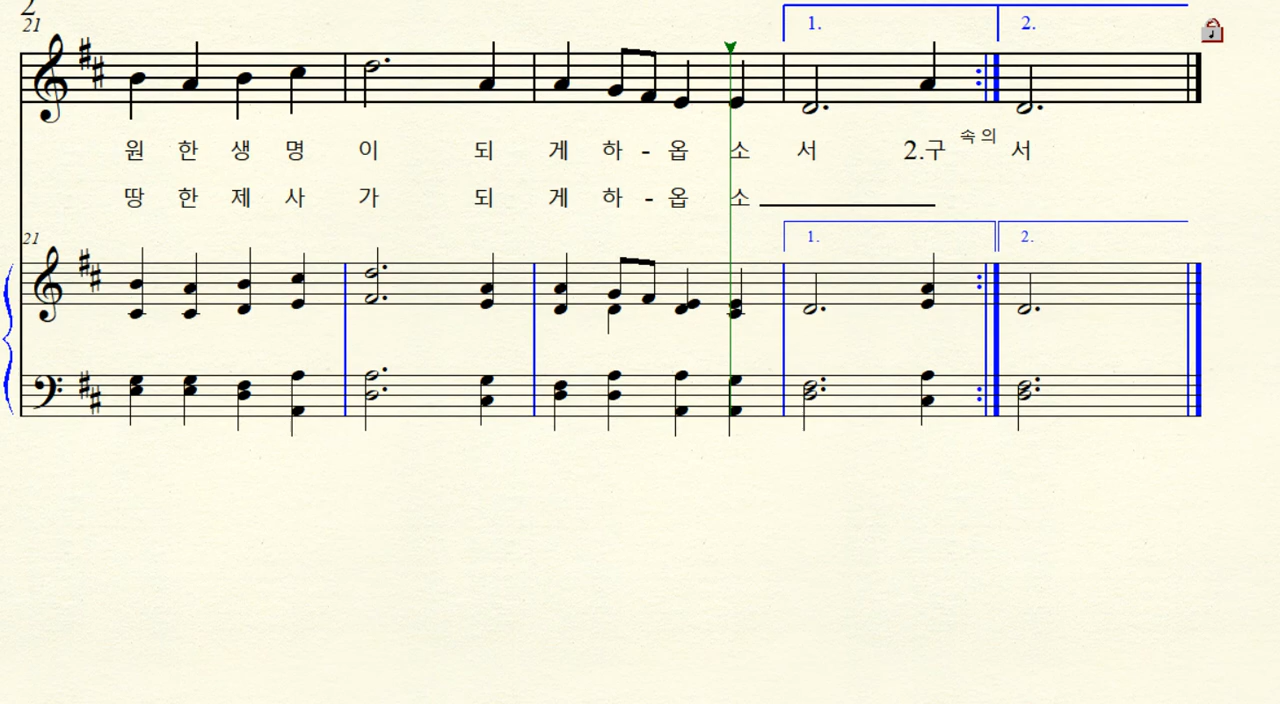 2
21
1. 2.
원 한 생 명 이 되 게 하 - 옵 소 서 2.구 속의 서
땅 한 제 사 가 되 게 하 - 옵 소
21
1. 2.